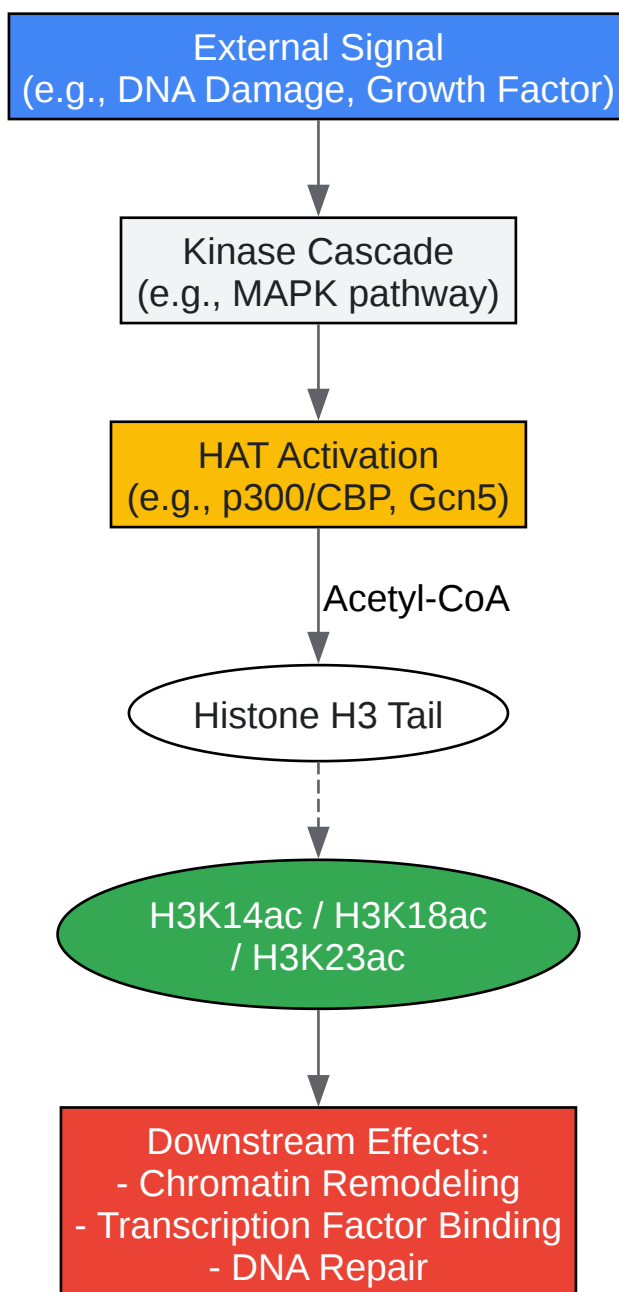 External Signal
(e.g., DNA Damage, Growth Factor)
Kinase Cascade
(e.g., MAPK pathway)
HAT Activation
(e.g., p300/CBP, Gcn5)
Acetyl-CoA
Histone H3 Tail
H3K14ac / H3K18ac
/ H3K23ac
Downstream Effects:
- Chromatin Remodeling
- Transcription Factor Binding
- DNA Repair